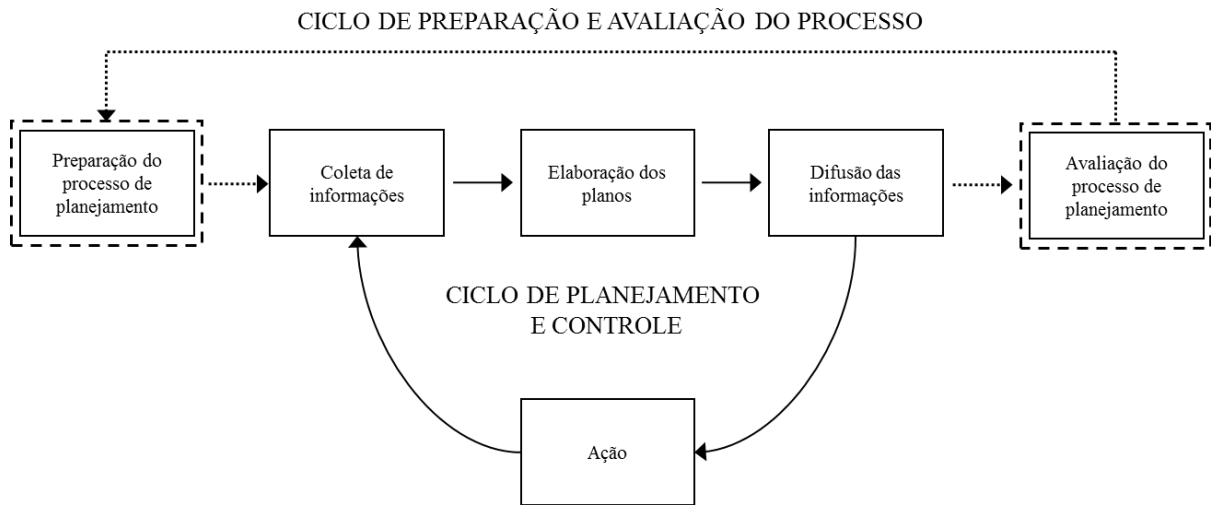 CICLO DE PREPARAÇÃO E AVALIAÇÃO DO PROCESSO
Preparação do
processo de
planejamento
Coleta de
informações
Elaboração dos
planos
Difusão das
informações
Avaliação do
processo de
planejamento
CICLO DE PLANEJAMENTO
E CONTROLE
Ação